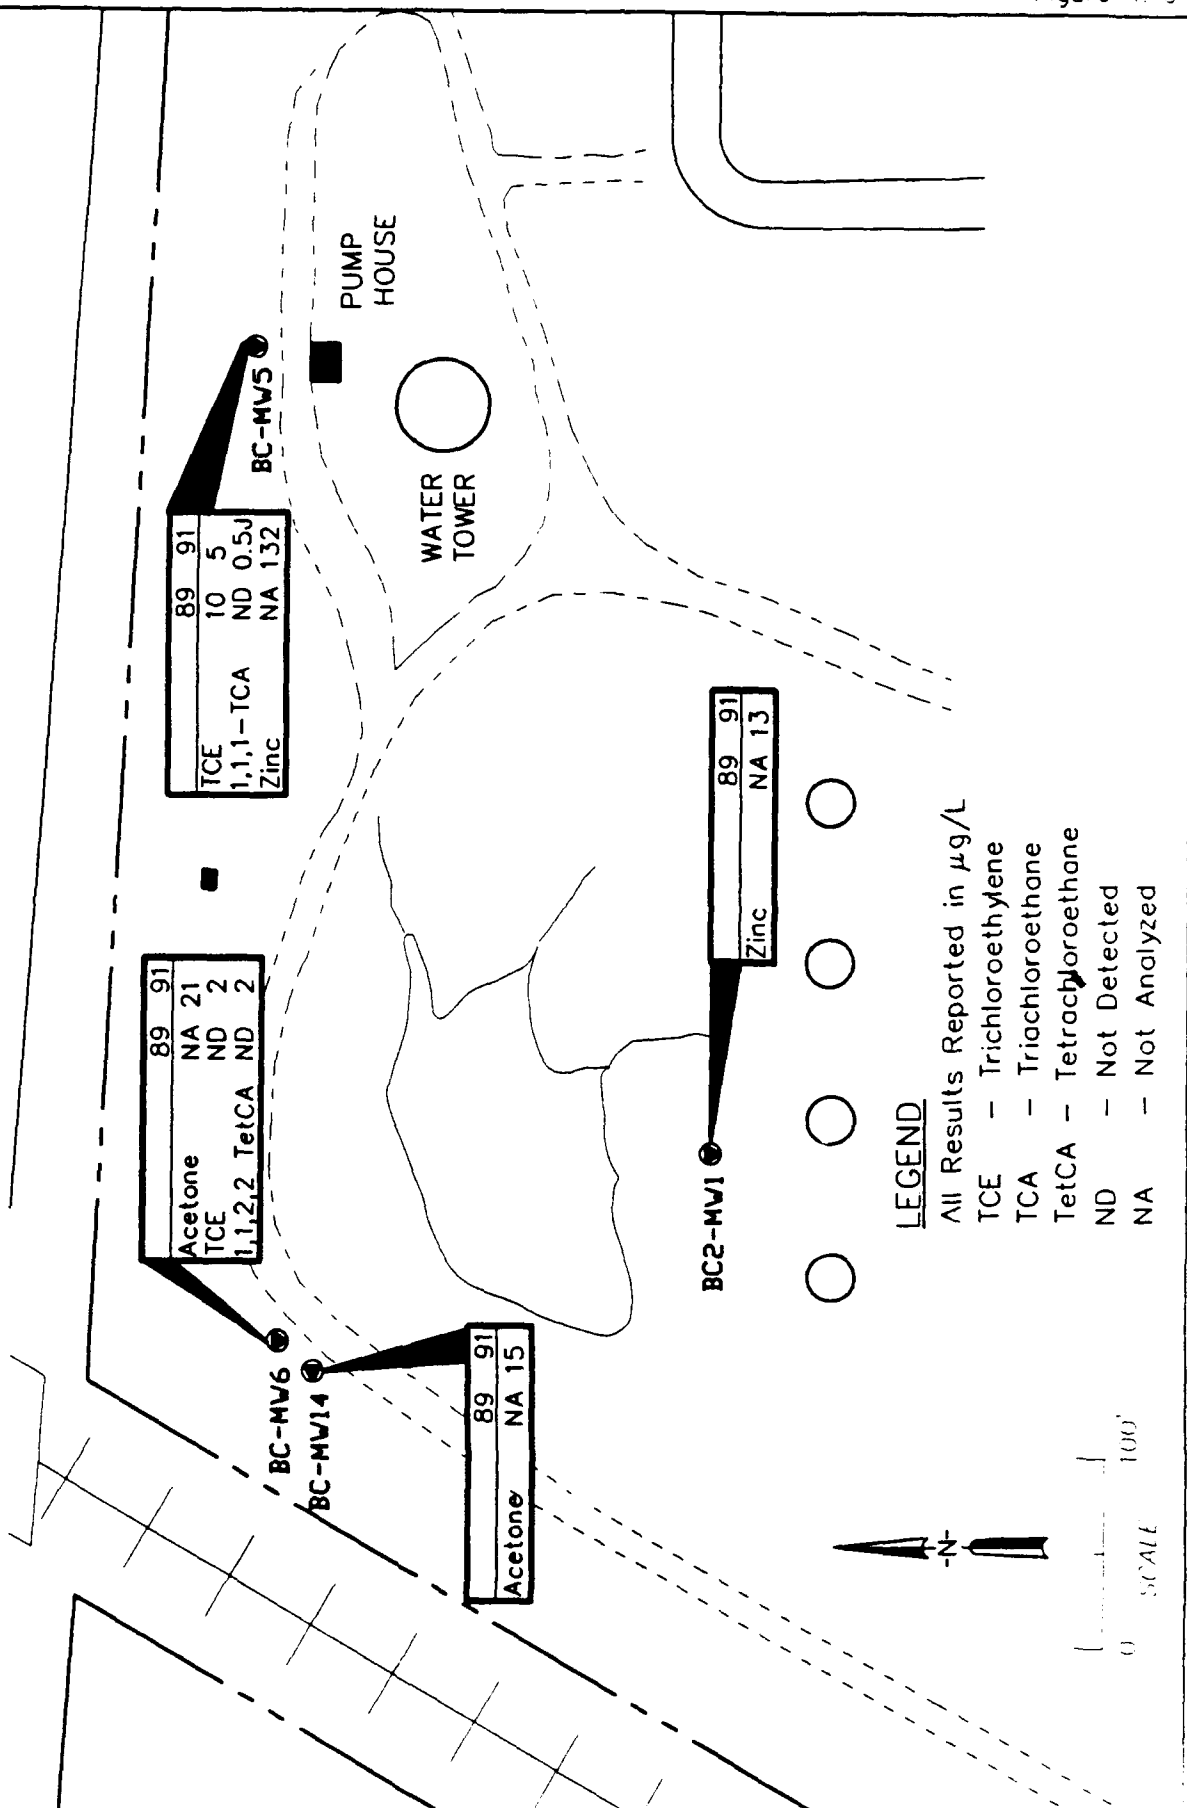 89 91
Acetone NA 21
TCE ND 2
1,1,2,2 TetCA ND 2
89 91
TCE 10 5
1,1,1-TCA ND 0.5J
Zinc NA 132
BC-MW5
BC-MW6
BC-MW14
PUMP
HOUSE
WATER
TOWER
89 91
Acetone NA 15
89 91
Zinc NA 13
BC2-MW1
LEGEND
All Results Reported in µg/L
TCE - Trichloroethylene
TCA - Triachloroethane
TetCA - Tetrachloroethane
ND - Not Detected
NA - Not Analyzed
-N-
0 100'
SCALE